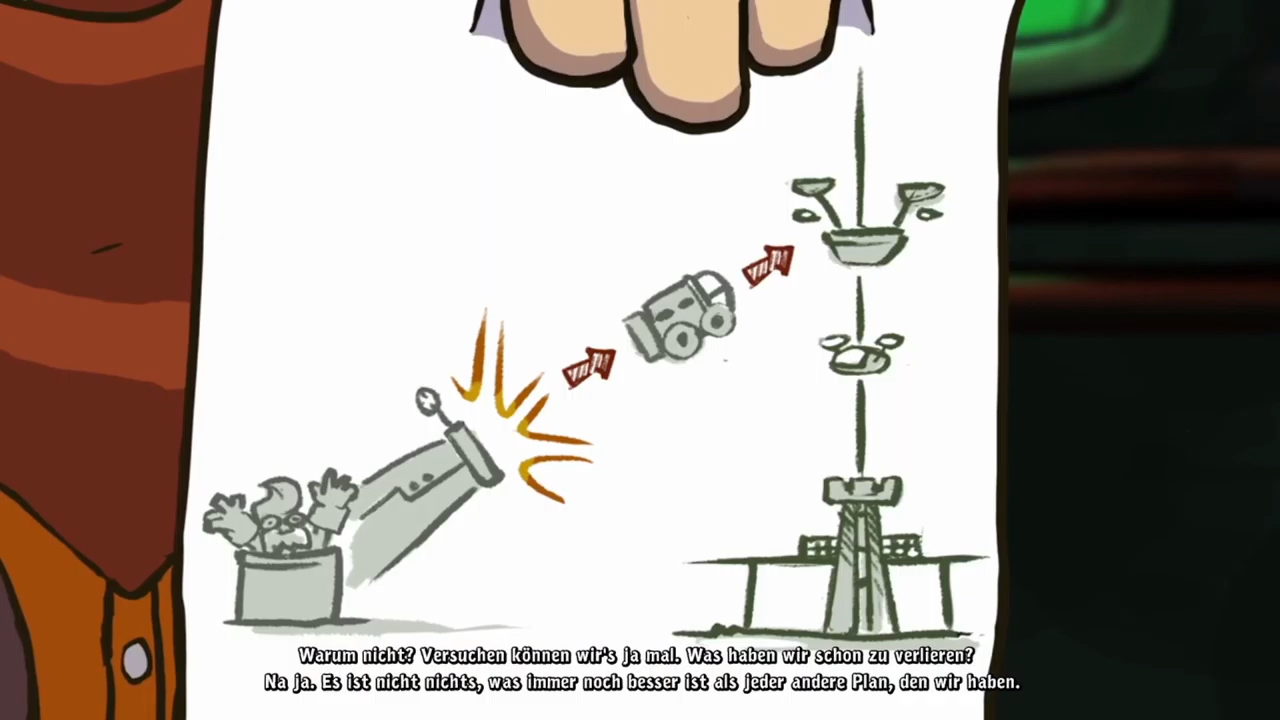 Warum nicht? Versuchen können wir's ja mal. Was haben wir schon zu verlieren?
Na ja. Es ist nicht nichts, was immer noch besser ist als jeder andere Plan, den wir haben.